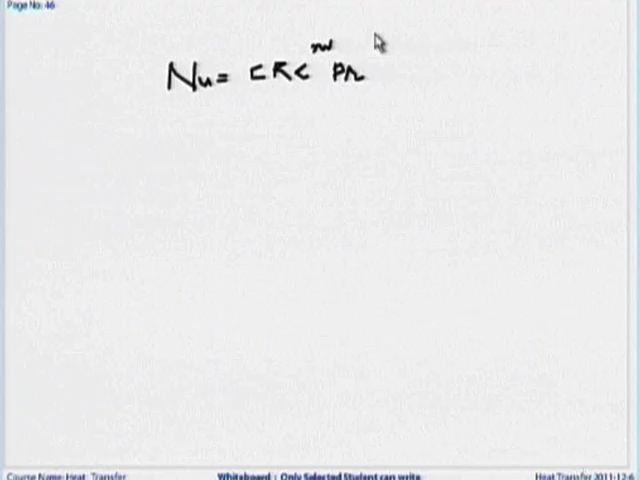 Page No: 46
Nu = C Re^m Pr
Course Name: Heat Transfer
Whiteboard : Only Selected Student can write
Heat Transfer 2011-12-6